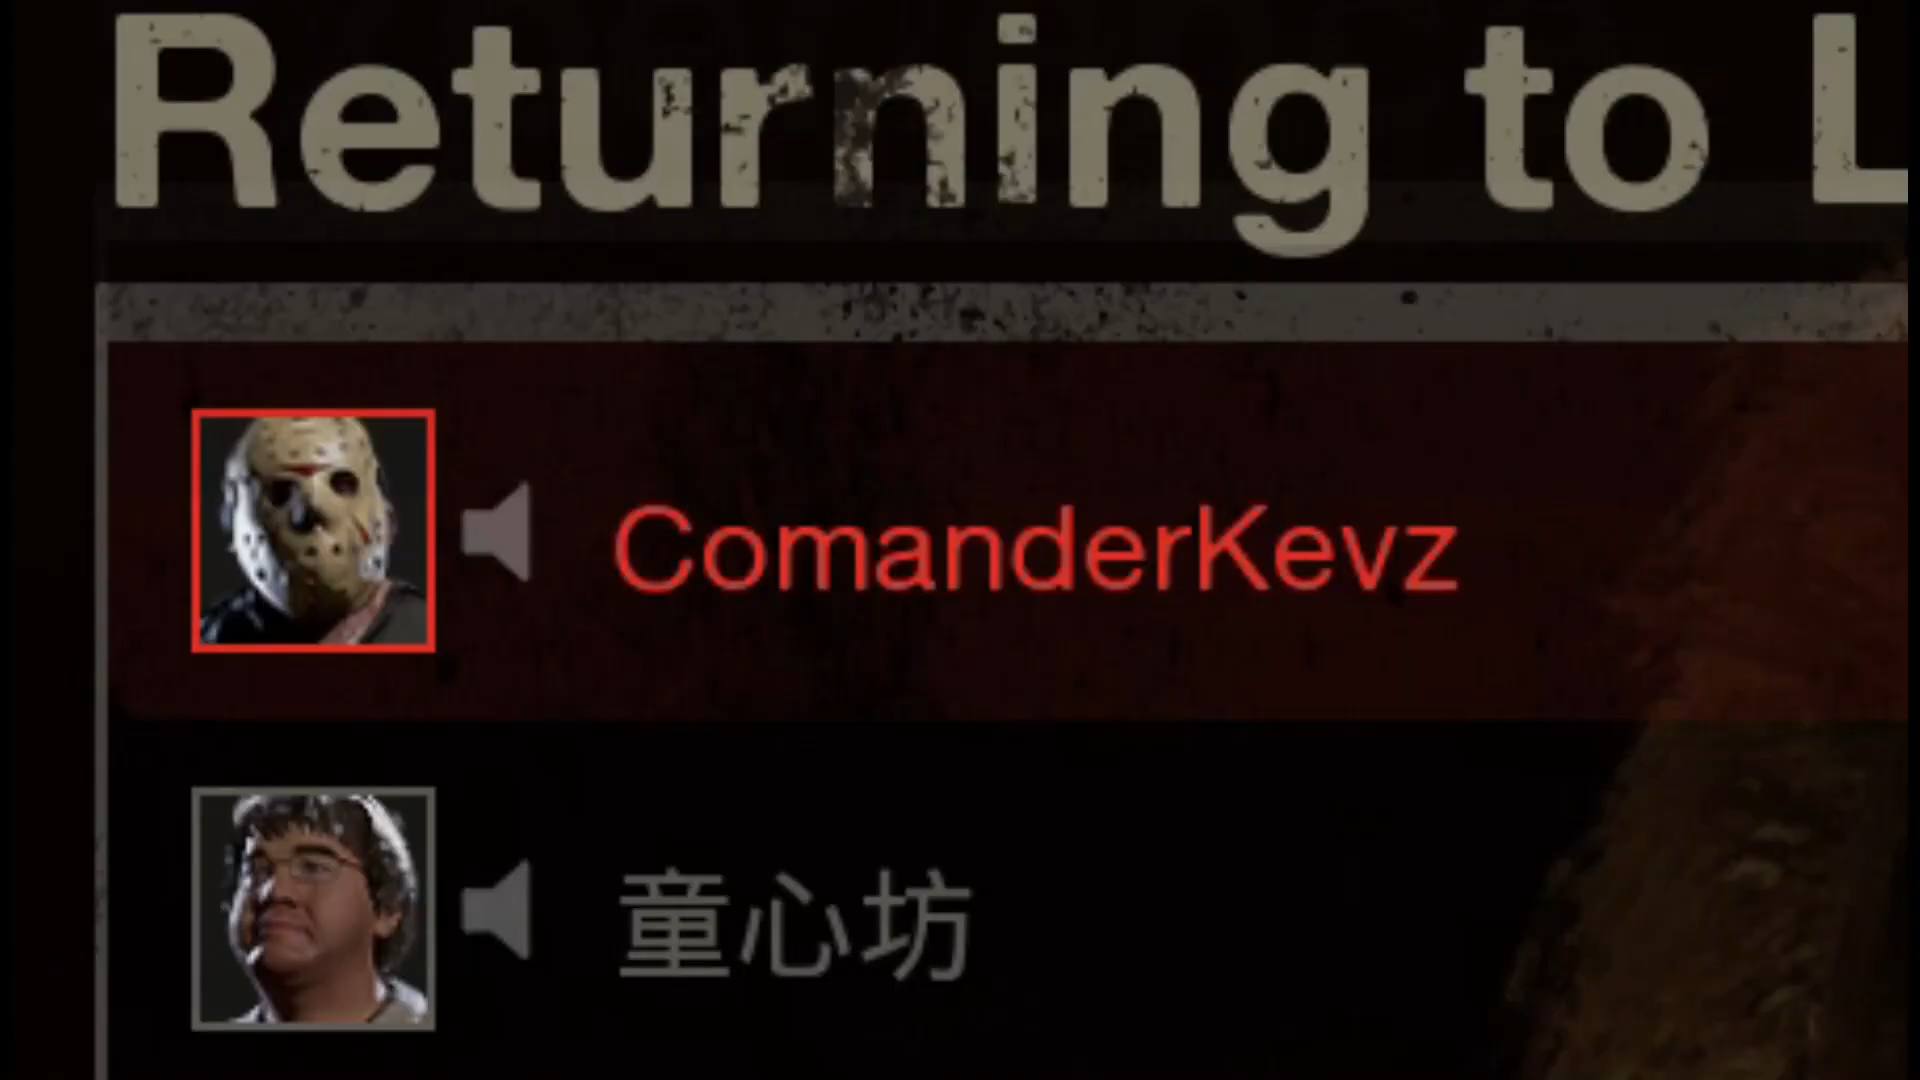 Returning to L
ComanderKevz
童心坊